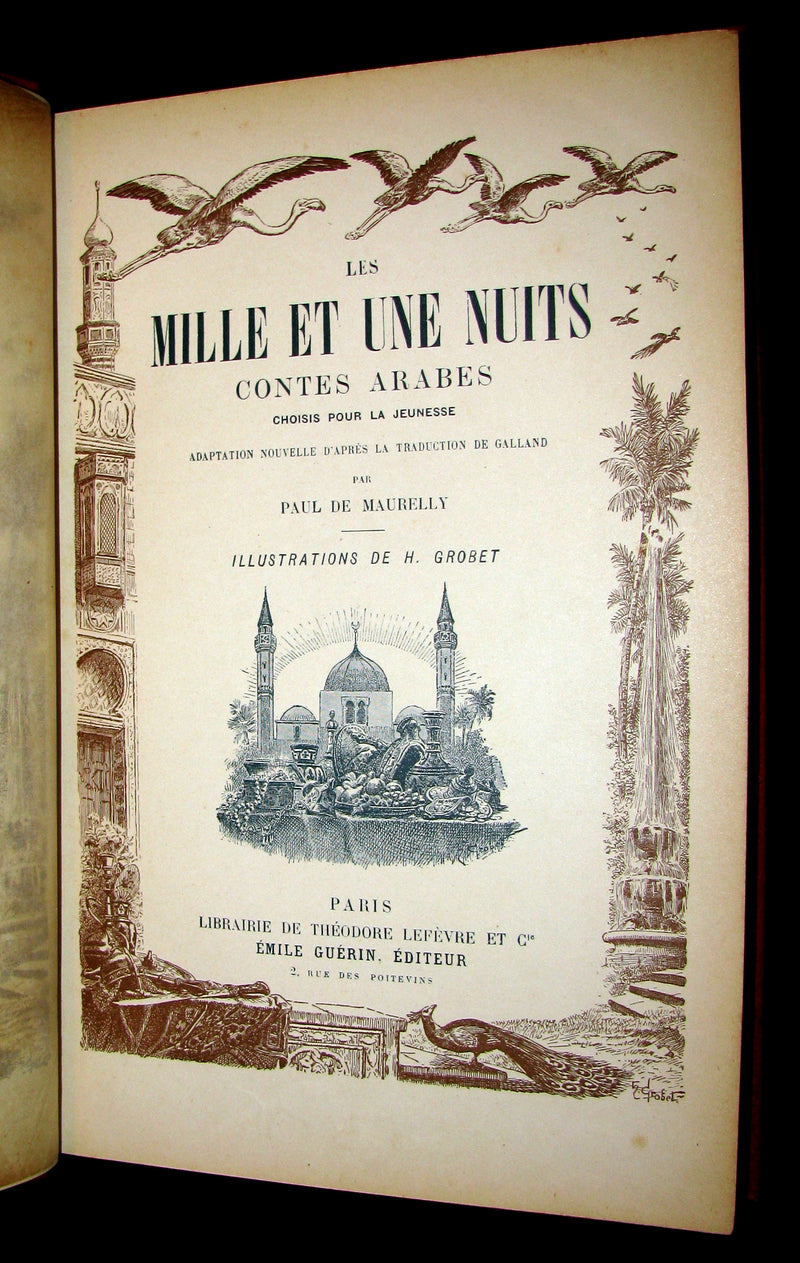 LES
MILLE ET UNE NUITS
CONTES ARABES
CHOISIS POUR LA JEUNESSE
ADAPTATION NOUVELLE D'APRÈS LA TRADUCTION DE GALLAND
PAR
PAUL DE MAURELLY
ILLUSTRATIONS DE H. GROBET
H. Grobet
PARIS
LIBRAIRIE DE THÉODORE LEFÈVRE ET Cie
ÉMILE GUÉRIN, ÉDITEUR
2, RUE DES POITEVINS
H. Grobet